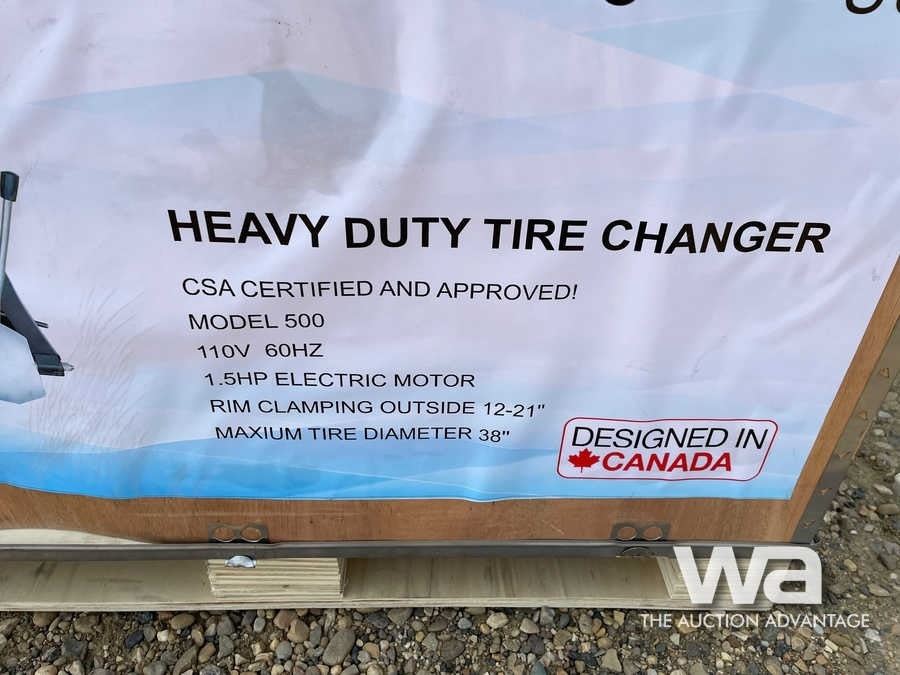 HEAVY DUTY TIRE CHANGER
CSA CERTIFIED AND APPROVED!
MODEL 500
110V 60HZ
1.5HP ELECTRIC MOTOR
RIM CLAMPING OUTSIDE 12-21"
MAXIUM TIRE DIAMETER 38"
DESIGNED IN
CANADA
wa
THE AUCTION ADVANTAGE